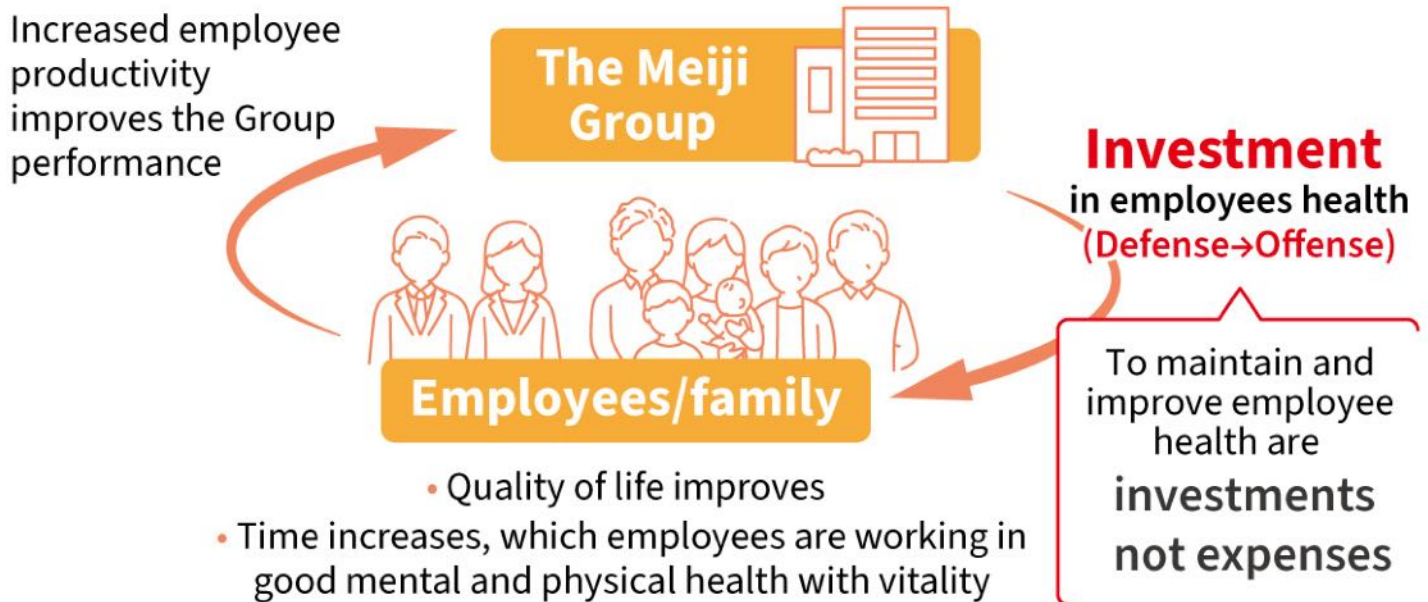 Increased employee
productivity
improves the Group
performance
The Meiji
Group
Investment
in employees health
(Defense→Offense)
To maintain and
improve employee
health are
investments
not expenses
Employees/family
• Quality of life improves
• Time increases, which employees are working in
good mental and physical health with vitality